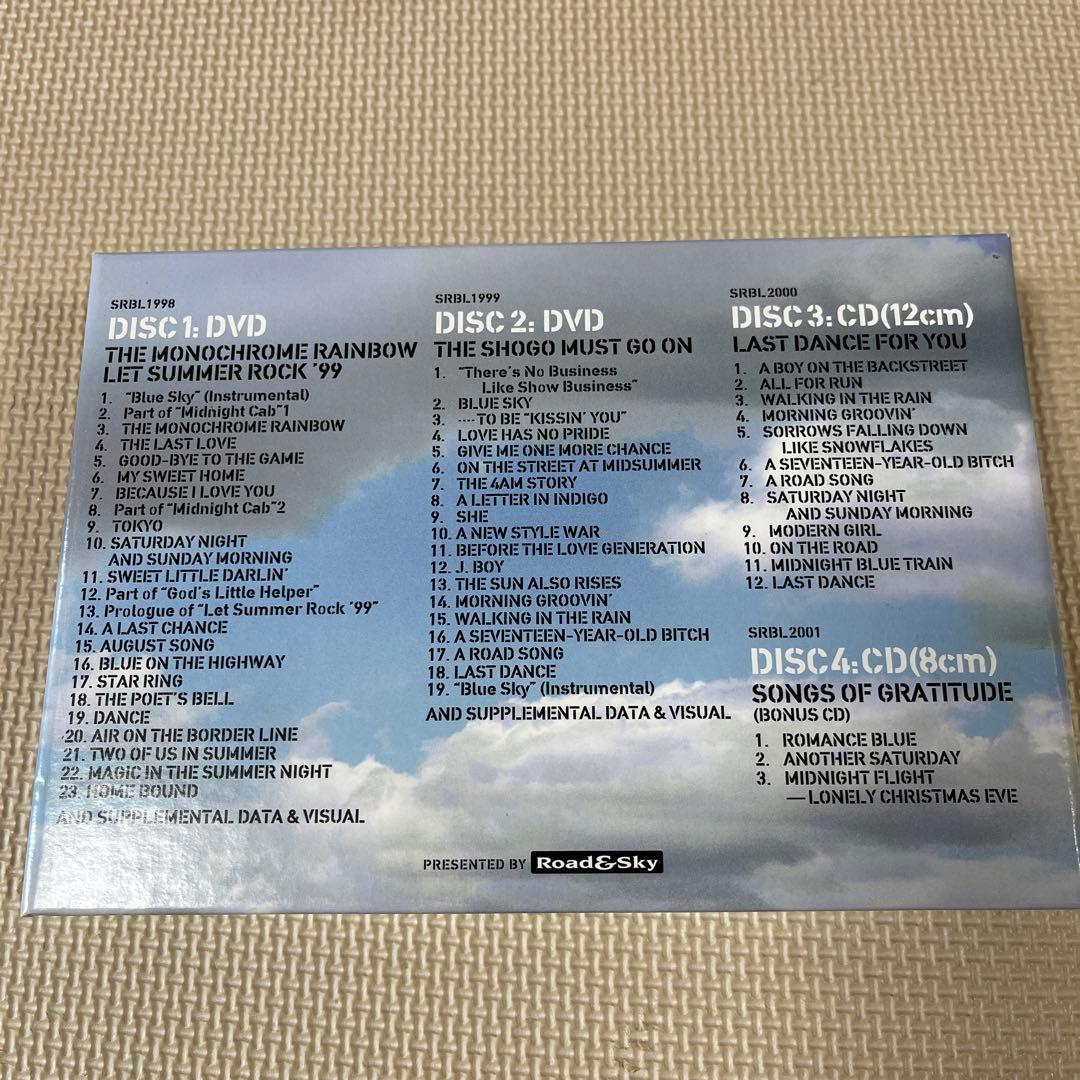 SRBL1998
DISC 1: DVD
THE MONOCHROME RAINBOW
LET SUMMER ROCK '99
1. "Blue Sky" (Instrumental)
2. Part of "Midnight Cab"1
3. THE MONOCHROME RAINBOW
4. THE LAST LOVE
5. GOOD-BYE TO THE GAME
6. MY SWEET HOME
7. BECAUSE I LOVE YOU
8. Part of "Midnight Cab"2
9. TOKYO
10. SATURDAY NIGHT
AND SUNDAY MORNING
11. SWEET LITTLE DARLIN'
12. Part of "God's Little Helper"
13. Prologue of "Let Summer Rock '99"
14. A LAST CHANCE
15. AUGUST SONG
16. BLUE ON THE HIGHWAY
17. STAR RING
18. THE POET'S BELL
19. DANCE
20. AIR ON THE BORDER LINE
21. TWO OF US IN SUMMER
22. MAGIC IN THE SUMMER NIGHT
23. HOME BOUND
AND SUPPLEMENTAL DATA & VISUAL
SRBL1999
DISC 2: DVD
THE SHOGO MUST GO ON
1. "There's No Business
Like Show Business"
2. BLUE SKY
3. ----TO BE "KISSIN' YOU"
4. LOVE HAS NO PRIDE
5. GIVE ME ONE MORE CHANCE
6. ON THE STREET AT MIDSUMMER
7. THE 4AM STORY
8. A LETTER IN INDIGO
9. SHE
10. A NEW STYLE WAR
11. BEFORE THE LOVE GENERATION
12. J. BOY
13. THE SUN ALSO RISES
14. MORNING GROOVIN'
15. WALKING IN THE RAIN
16. A SEVENTEEN-YEAR-OLD BITCH
17. A ROAD SONG
18. LAST DANCE
19. "Blue Sky" (Instrumental)
AND SUPPLEMENTAL DATA & VISUAL
SRBL2000
DISC 3: CD(12cm)
LAST DANCE FOR YOU
1. A BOY ON THE BACKSTREET
2. ALL FOR RUN
3. WALKING IN THE RAIN
4. MORNING GROOVIN'
5. SORROWS FALLING DOWN
LIKE SNOWFLAKES
6. A SEVENTEEN-YEAR-OLD BITCH
7. A ROAD SONG
8. SATURDAY NIGHT
AND SUNDAY MORNING
9. MODERN GIRL
10. ON THE ROAD
11. MIDNIGHT BLUE TRAIN
12. LAST DANCE
SRBL2001
DISC 4: CD(8cm)
SONGS OF GRATITUDE
(BONUS CD)
1. ROMANCE BLUE
2. ANOTHER SATURDAY
3. MIDNIGHT FLIGHT
—LONELY CHRISTMAS EVE
PRESENTED BY Road&Sky